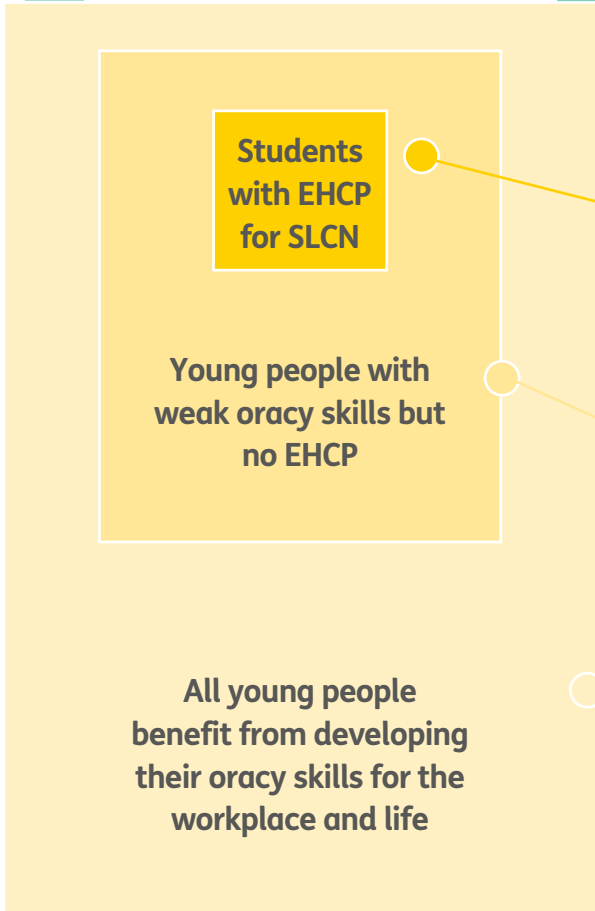 Students
with EHCP
for SLCN
Young people with
weak oracy skills but
no EHCP
All young people
benefit from developing
their oracy skills for the
workplace and life